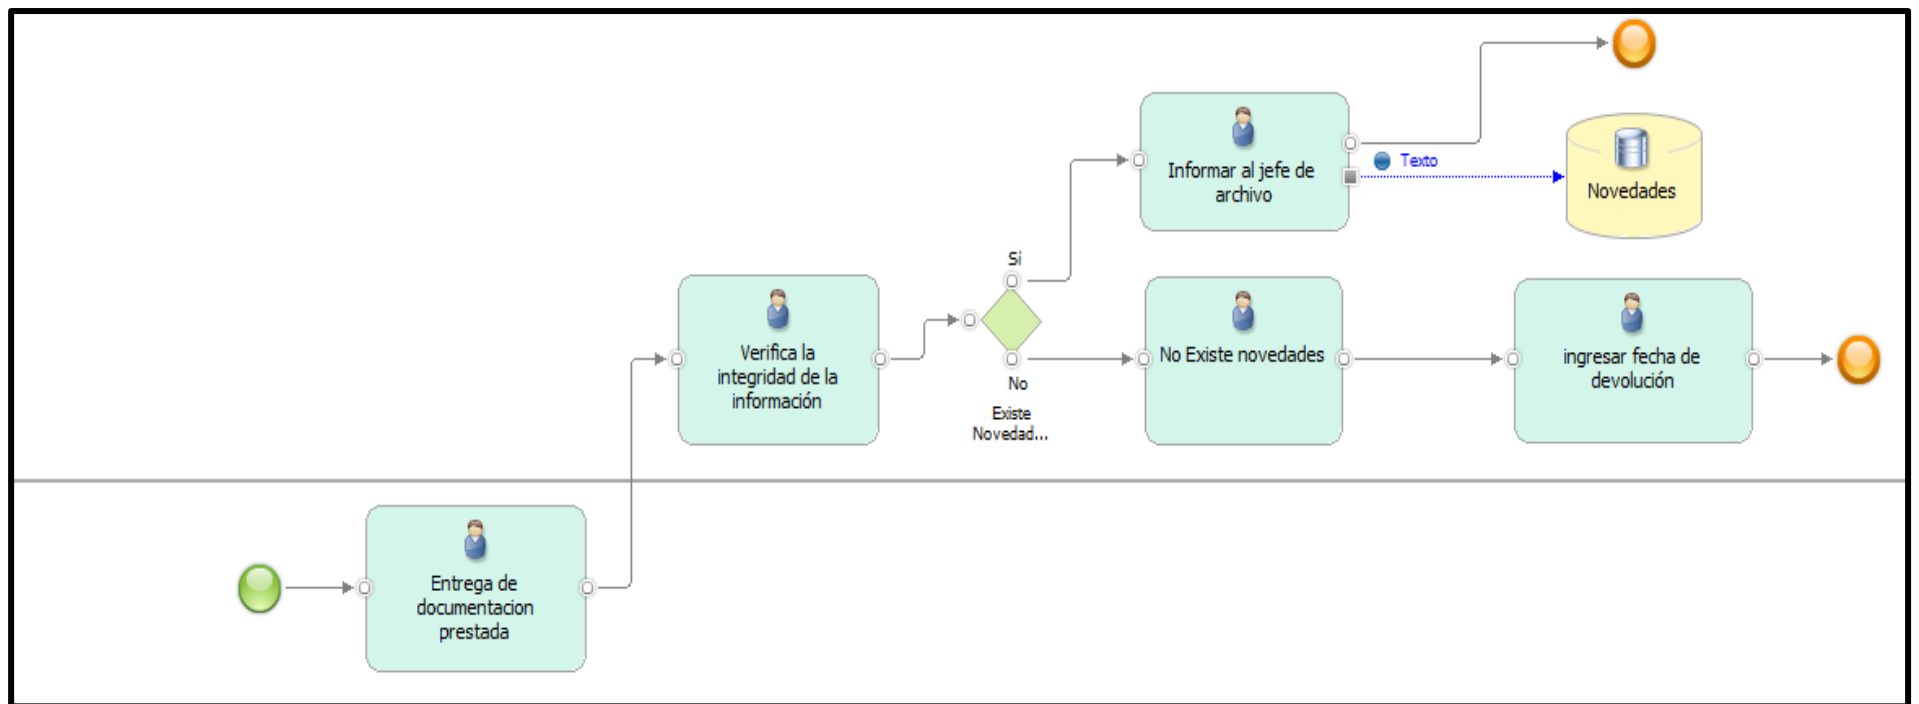 Texto
Informar al jefe de
archivo
Novedades
Si
Verifica la
integridad de la
información
No Existe novedades
ingresar fecha de
devolución
No
Existe
Novedad...
Entrega de
documentacion
prestada